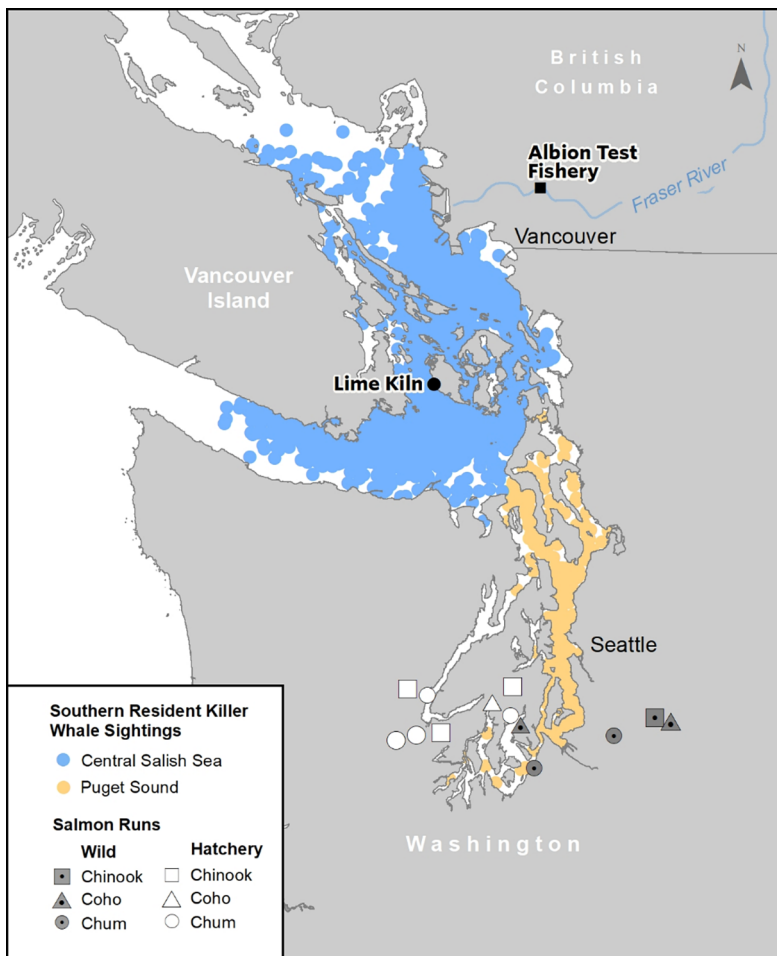 British
Columbia
N
Albion Test
Fishery
Fraser River
Vancouver
Vancouver
Island
Lime Kiln
Seattle
Washington
Southern Resident Killer
Whale Sightings
Central Salish Sea
Puget Sound
Salmon Runs
Wild
Hatchery
Chinook
Chinook
Coho
Coho
Chum
Chum